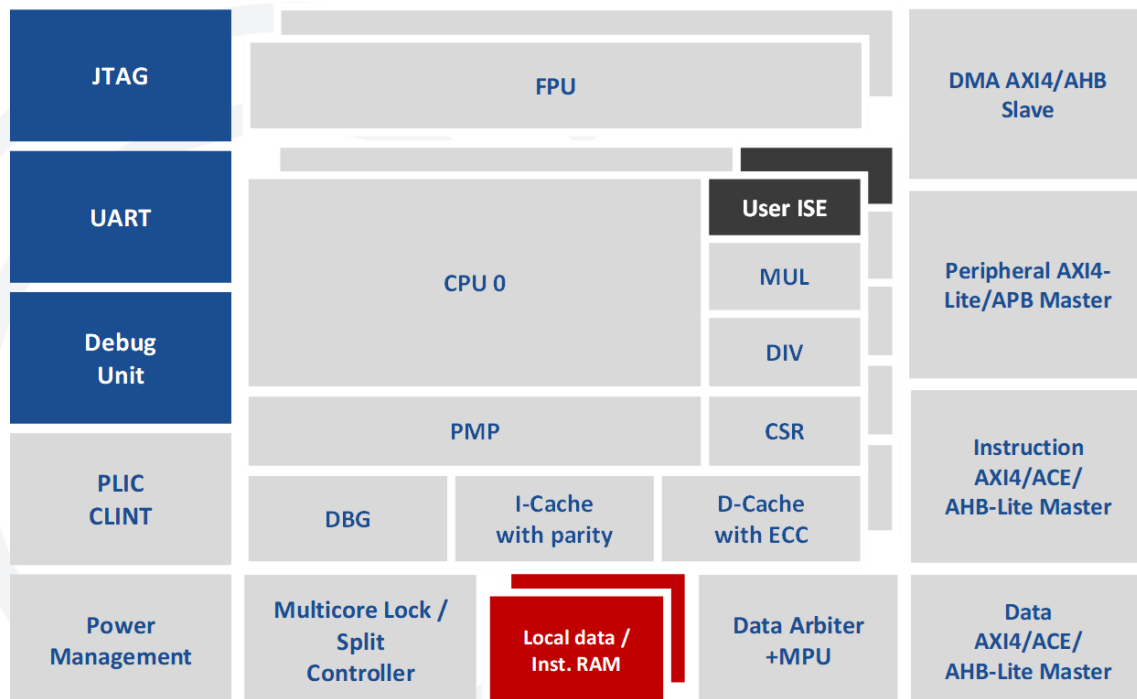 JTAG
FPU
DMA AXI4/AHB
Slave
UART
CPU 0
User ISE
MUL
DIV
Peripheral AXI4-
Lite/APB Master
Debug
Unit
PMP
CSR
PLIC
CLINT
DBG
I-Cache
with parity
D-Cache
with ECC
Instruction
AXI4/ACE/
AHB-Lite Master
Power
Management
Multicore Lock /
Split
Controller
Local data /
Inst. RAM
Data Arbiter
+MPU
Data
AXI4/ACE/
AHB-Lite Master